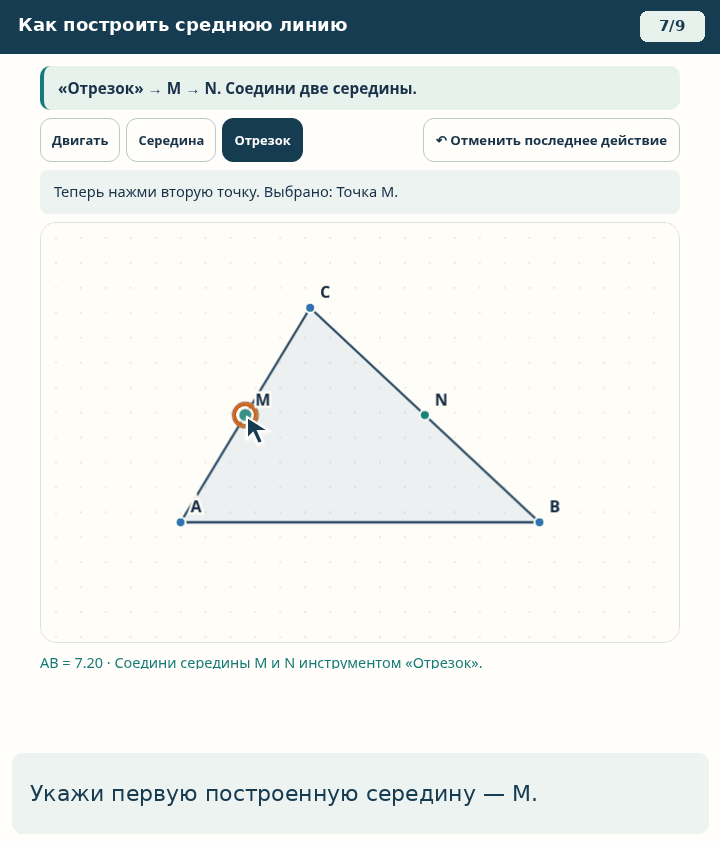 Как построить среднюю линию
7/9
«Отрезок» → M → N. Соедини две середины.
Двигать
Середина
Отрезок
↶ Отменить последнее действие
Теперь нажми вторую точку. Выбрано: Точка M.
C
M
N
A
B
AB = 7.20 · Соедини середины M и N инструментом «Отрезок».
Укажи первую построенную середину — M.